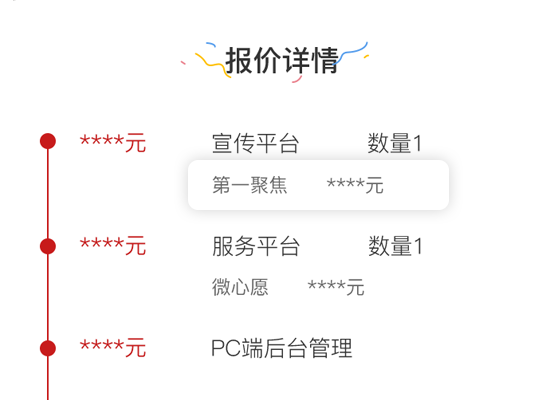 报价详情
****元 宣传平台 数量1
第一聚焦 ****元
****元 服务平台 数量1
微心愿 ****元
****元 PC端后台管理